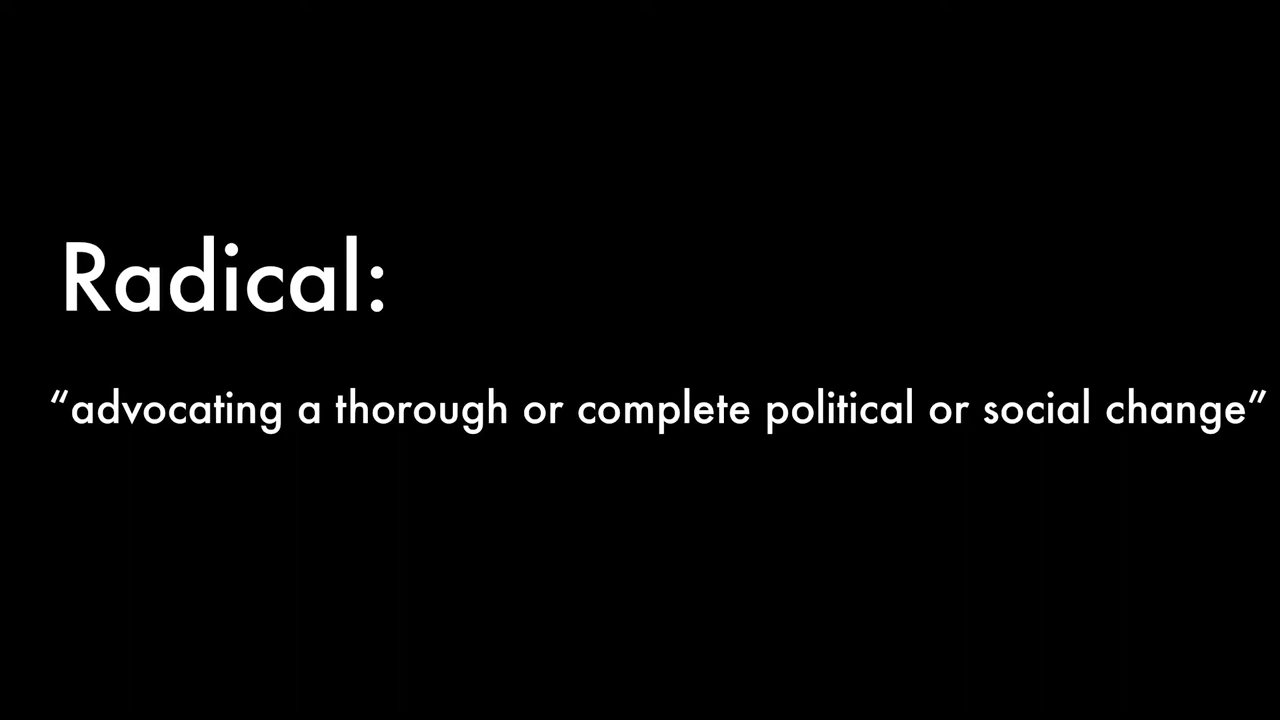 Radical:
“advocating a thorough or complete political or social change”